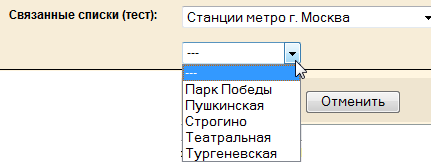 Связанные списки (тест): Станции метро г. Москва
---
---
Парк Победы
Пушкинская
Строгино
Театральная
Тургеневская
Отменить